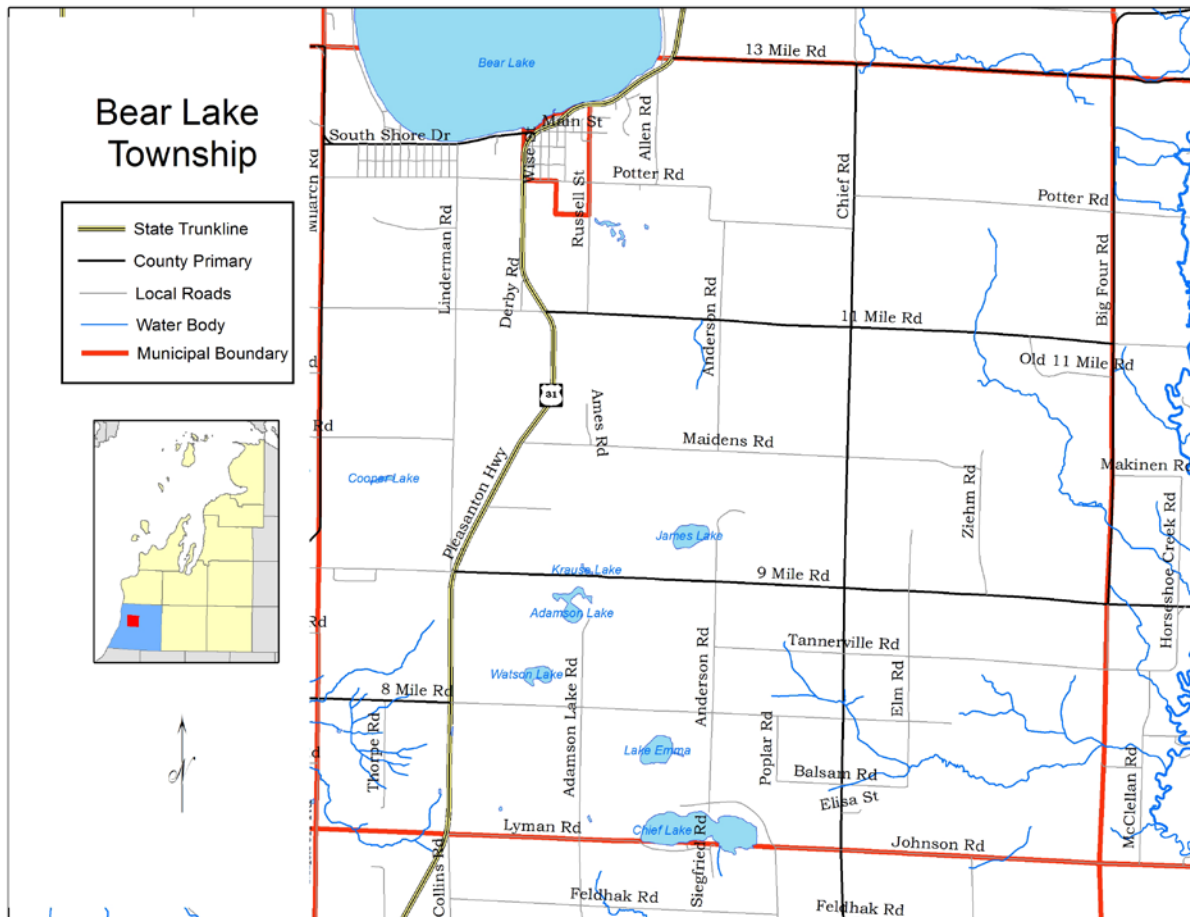 Bear Lake
Township
State Trunkline
County Primary
Local Roads
Water Body
Municipal Boundary
Bear Lake
13 Mile Rd
South Shore Dr
Main St
Wise St
Allen Rd
Potter Rd
Russell St
Chief Rd
Potter Rd
Linderman Rd
Derby Rd
Big Four Rd
Anderson Rd
11 Mile Rd
Old 11 Mile Rd
d
31
Ames Rd
Rd
Maidens Rd
Makinen Rd
Cooper Lake
Pleasanton Hwy
Ziehm Rd
Horseshoe Creek Rd
James Lake
Krause Lake
9 Mile Rd
Adamson Lake
Rd
Tannerville Rd
Anderson Rd
Elm Rd
Watson Lake
8 Mile Rd
Adamson Lake Rd
Thorpe Rd
Lake Emma
Poplar Rd
d
Balsam Rd
Elisa St
McClellan Rd
Lyman Rd
Chief Lake
Siegfried Rd
Johnson Rd
Collins Rd
Feldhak Rd
Feldhak Rd
N